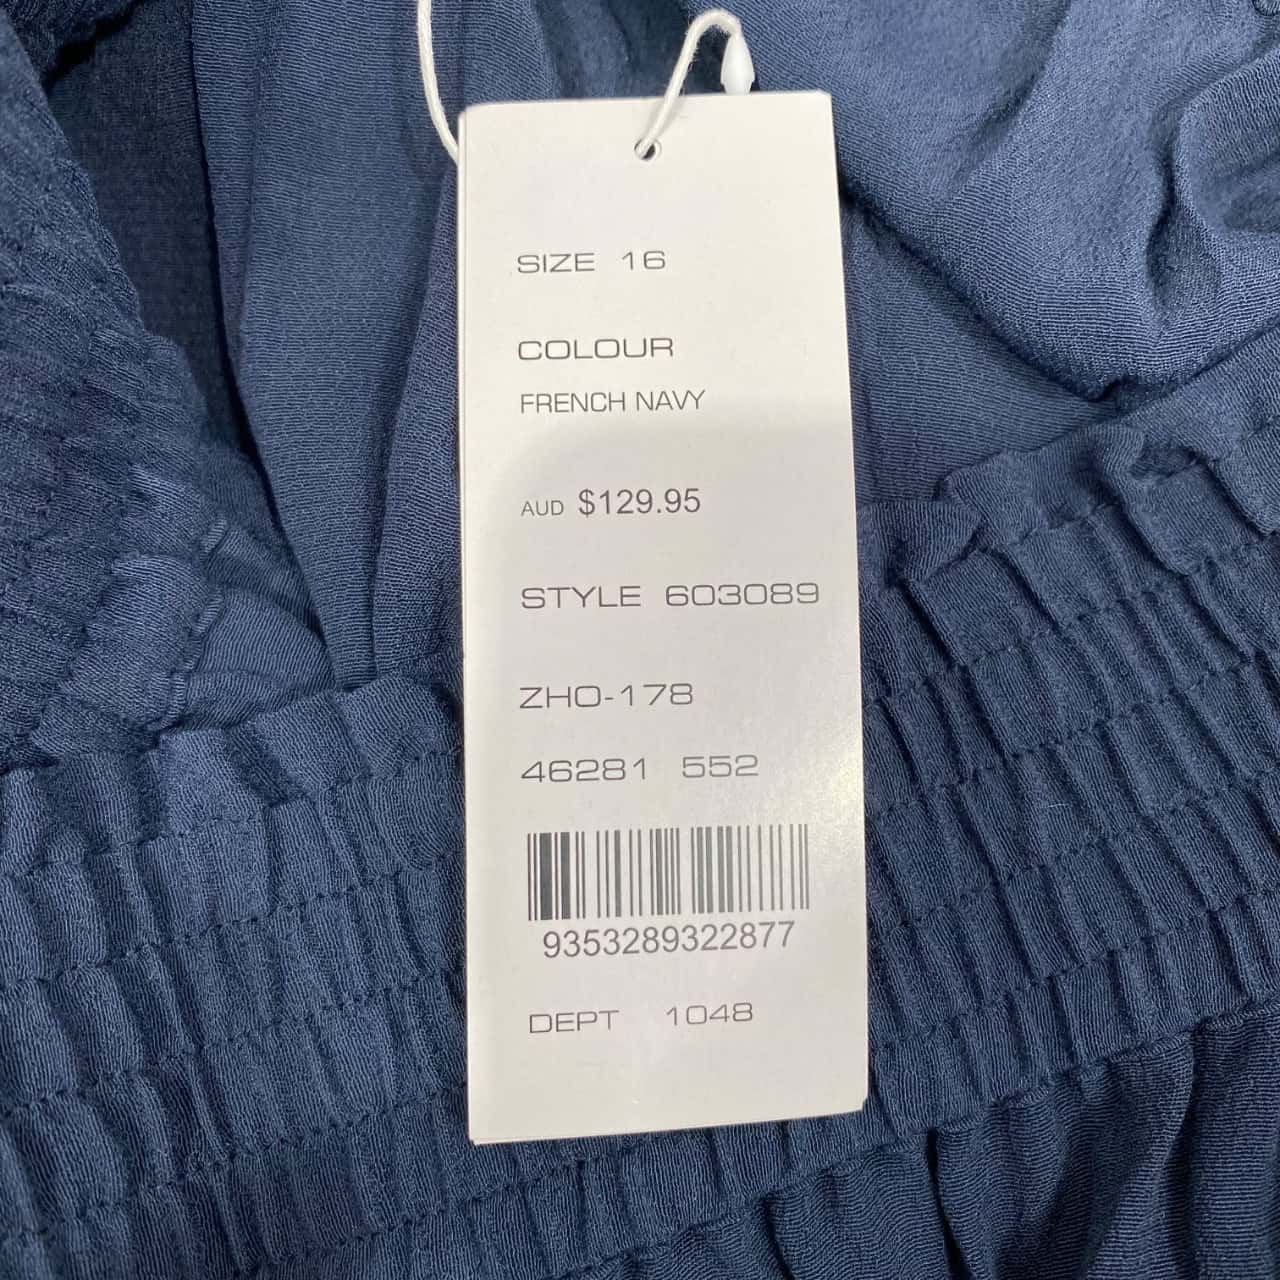 SIZE 16
COLOUR
FRENCH NAVY
AUD $129.95
STYLE 603089
ZHO-178
46281 552
9353289322877
DEPT 1048